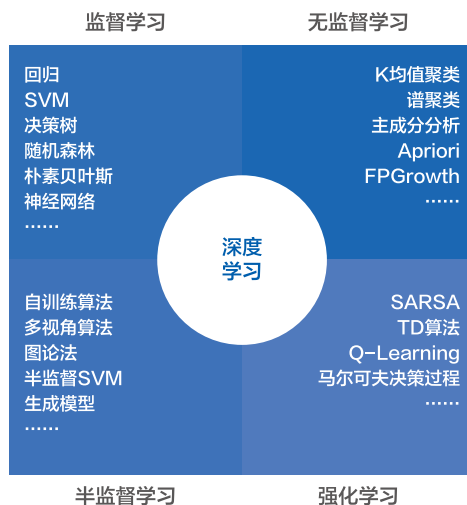 监督学习
无监督学习
回归
SVM
决策树
随机森林
朴素贝叶斯
神经网络
……
K均值聚类
谱聚类
主成分分析
Apriori
FPGrowth
……
深度
学习
自训练算法
多视角算法
图论法
半监督SVM
生成模型
……
SARSA
TD算法
Q-Learning
马尔可夫决策过程
……
半监督学习
强化学习